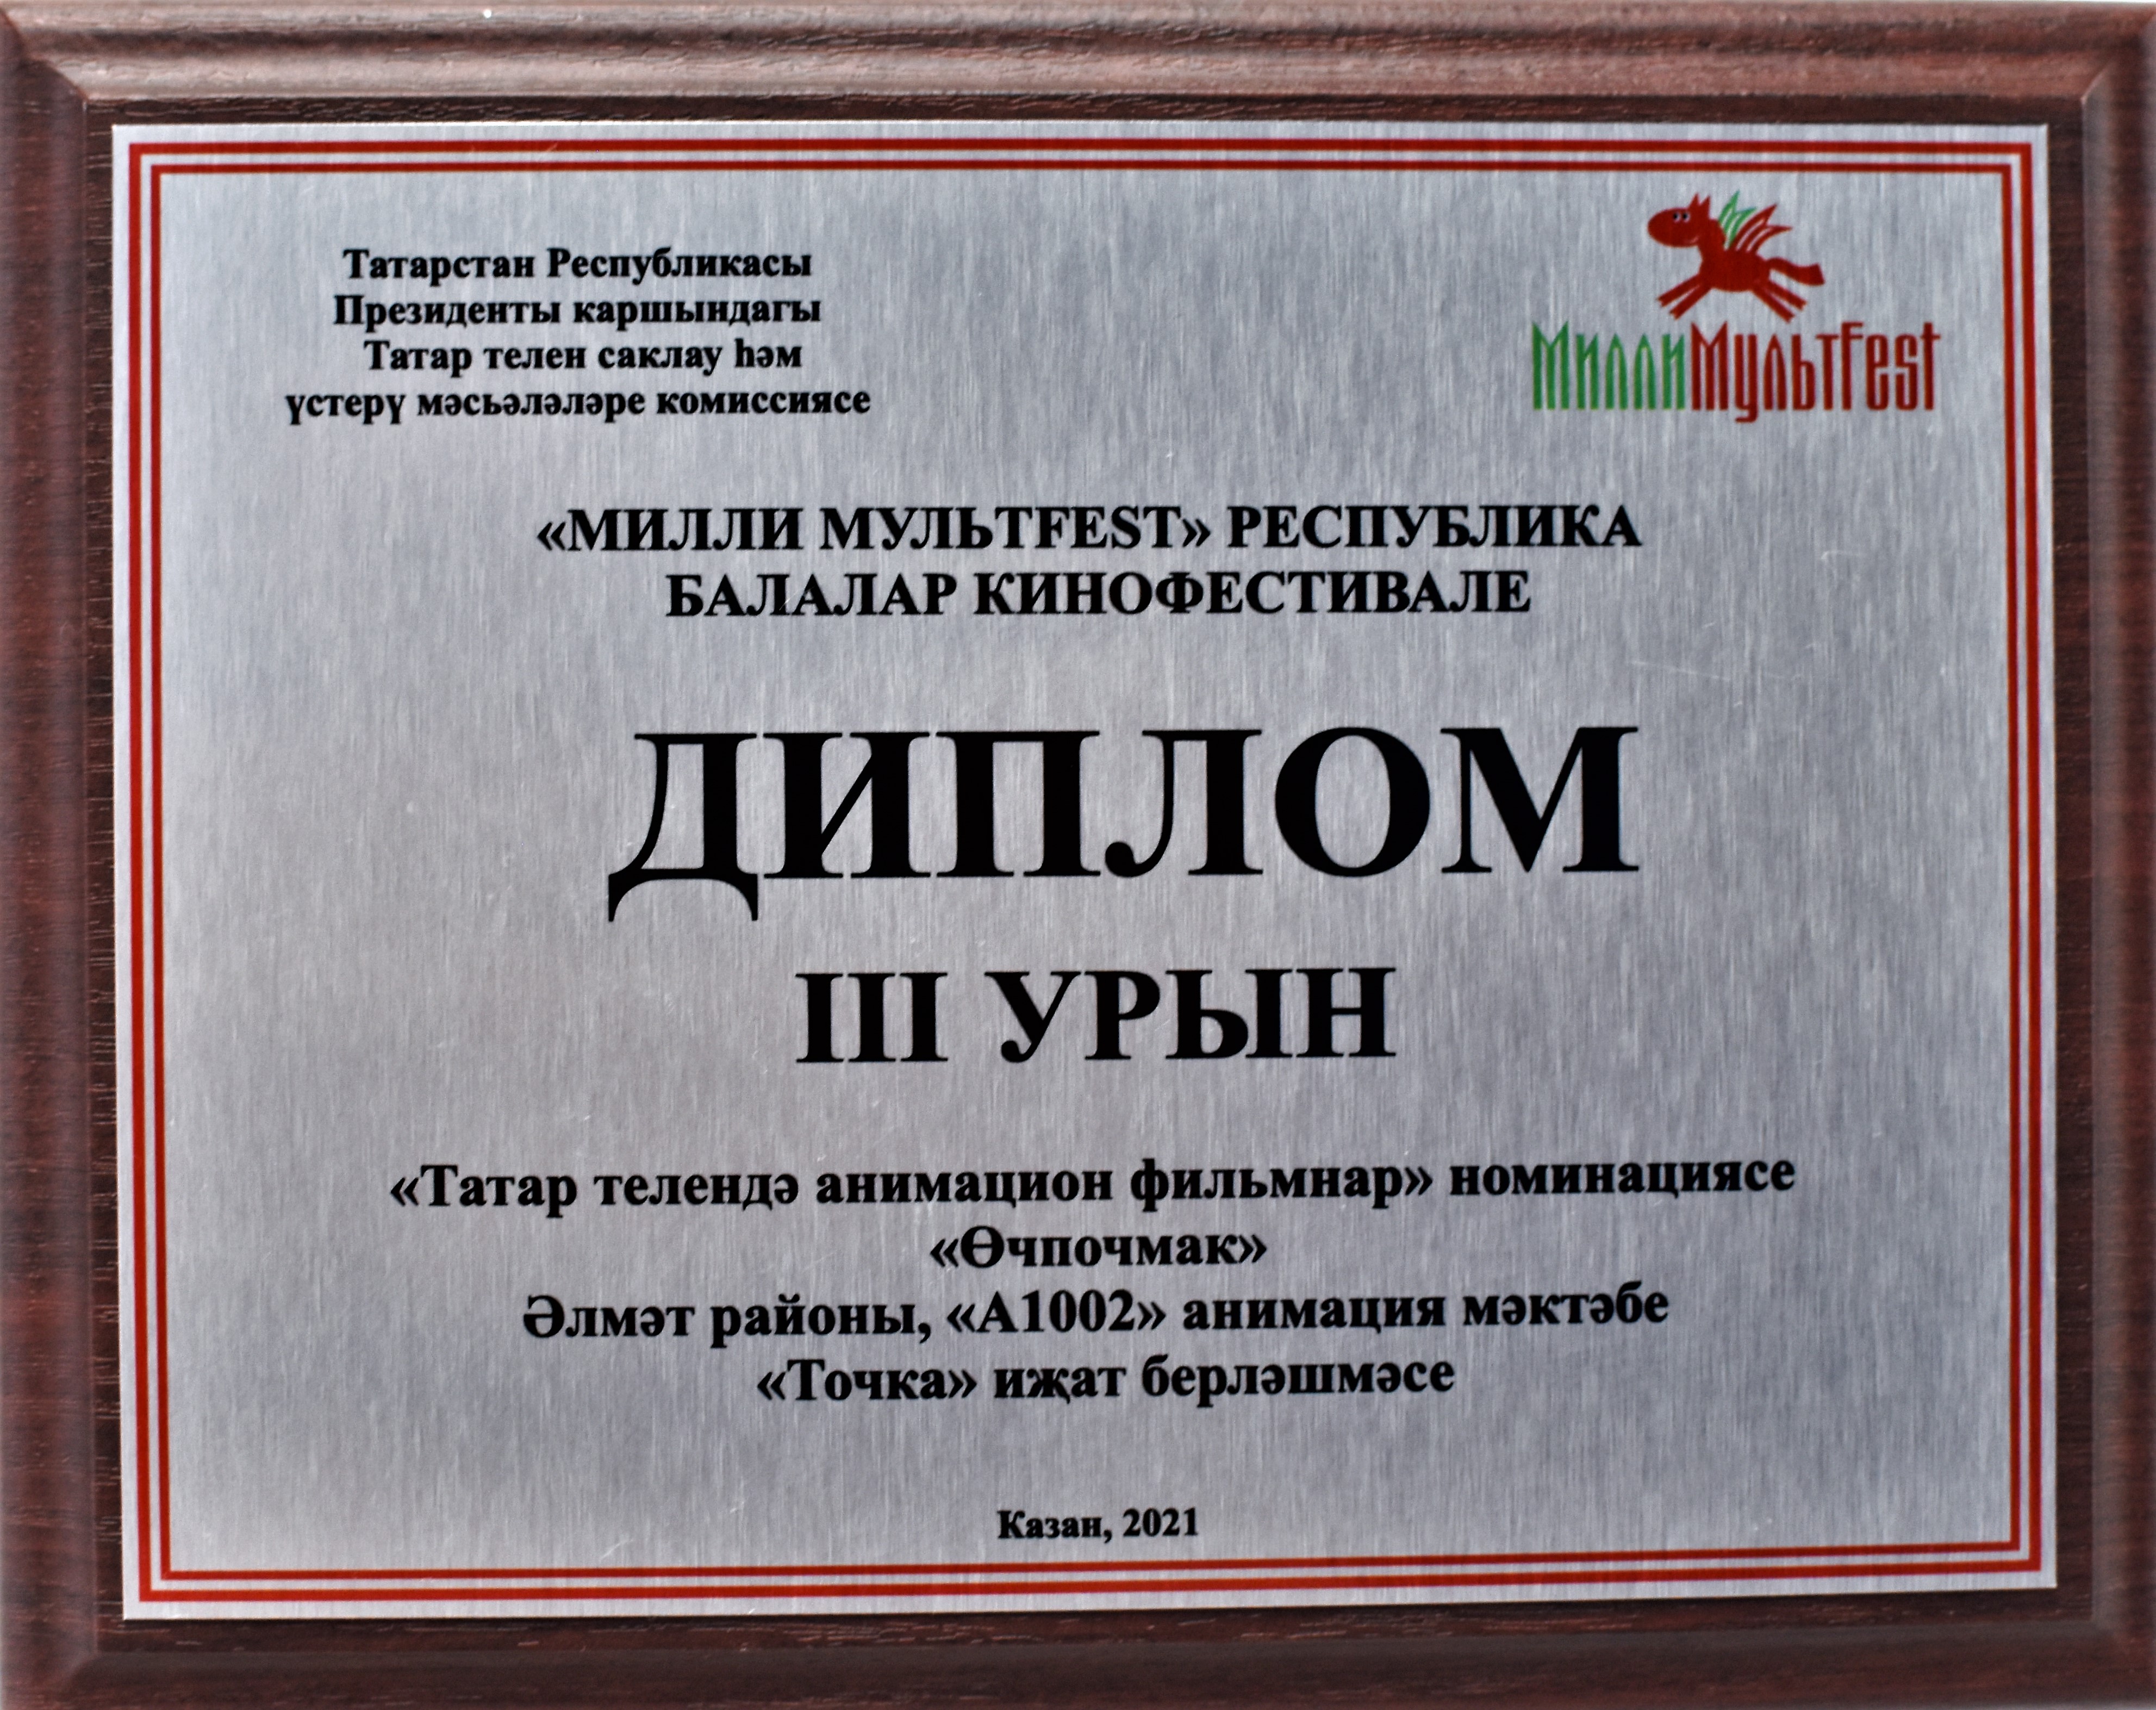 Татарстан Республикасы
Президенты каршындагы
Татар телен саклау һәм
үстерү мәсьәләләре комиссиясе
МиллиМультfest
«МИЛЛИ МУЛЬТFEST» РЕСПУБЛИКА
БАЛАЛАР КИНОФЕСТИВАЛЕ
ДИПЛОМ
III УРЫН
«Татар телендә анимацион фильмнар» номинациясе
«Өчпочмак»
Әлмәт районы, «А1002» анимация мәктәбе
«Точка» иҗат берләшмәсе
Казан, 2021